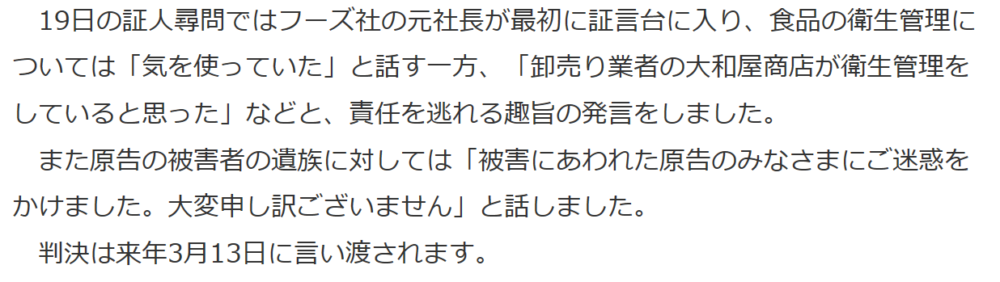 19日の証人尋問ではフーズ社の元社長が最初に証言台に入り、食品の衛生管理に
ついては「気を使っていた」と話す一方、「卸売り業者の大和屋商店が衛生管理を
していると思った」などと、責任を逃れる趣旨の発言をしました。
　また原告の被害者の遺族に対しては「被害にあわれた原告のみなさまにご迷惑を
かけました。大変申し訳ございません」と話しました。
　判決は来年3月13日に言い渡されます。